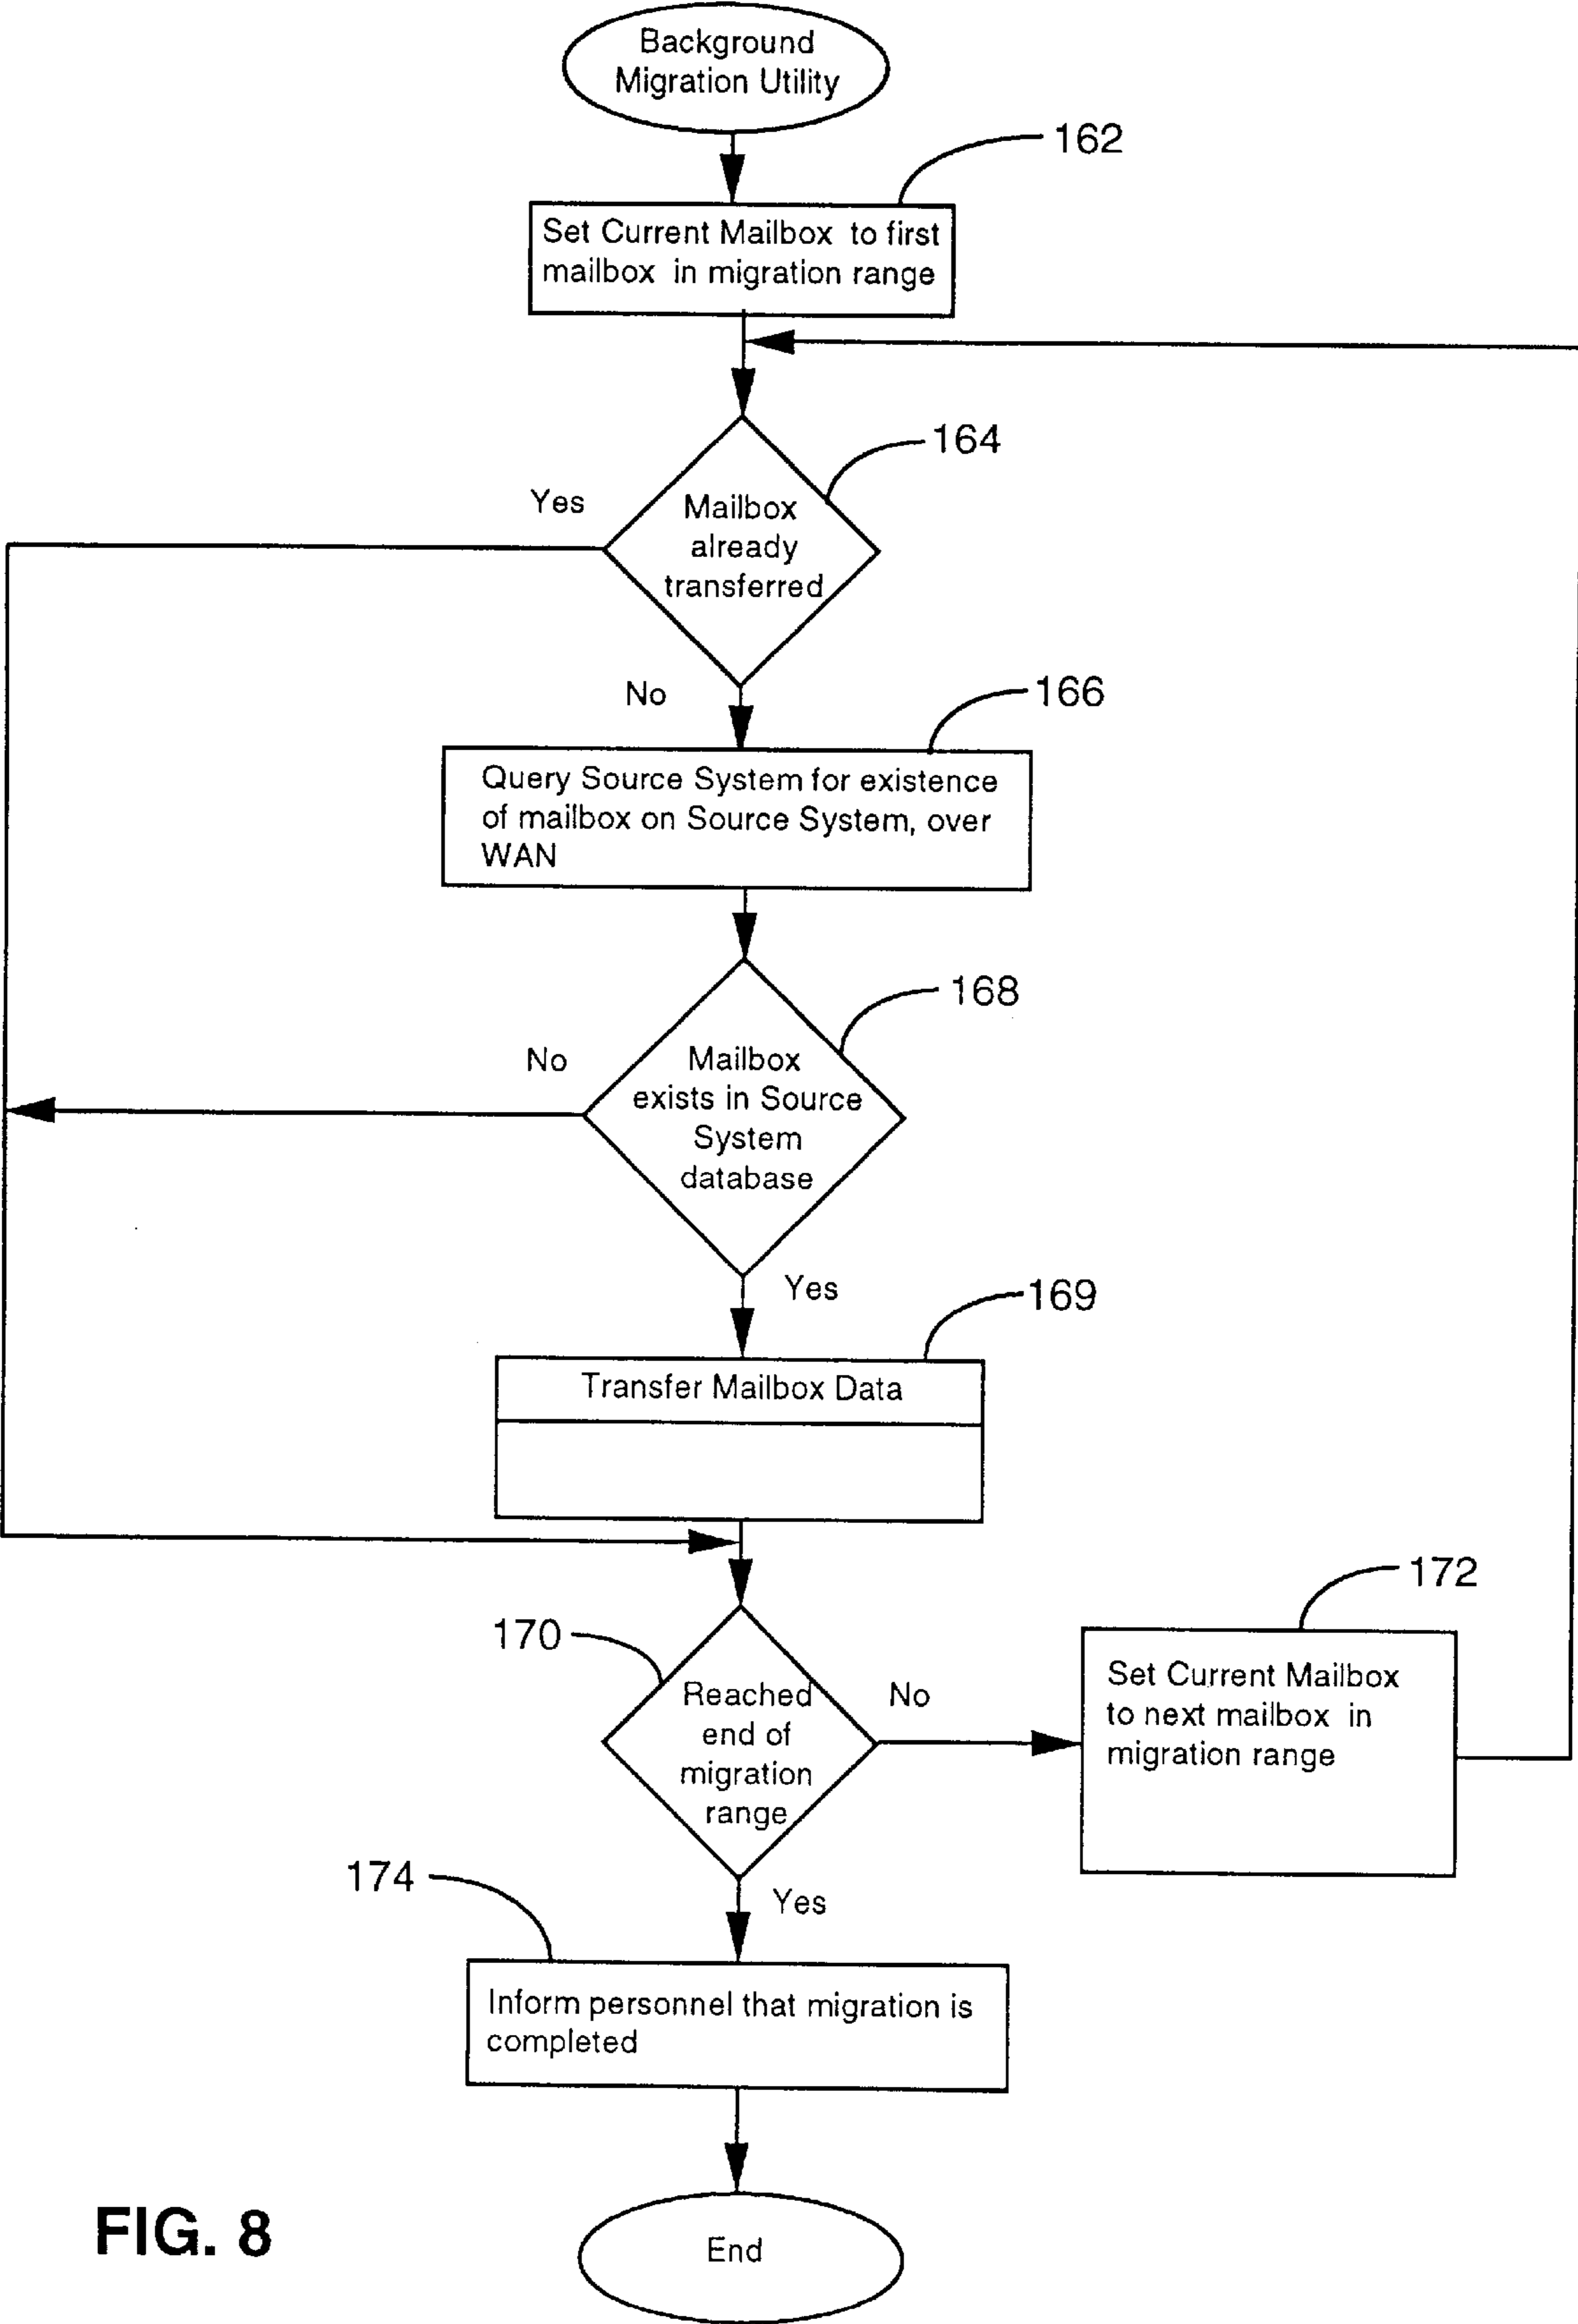 Background
Migration Utility
162
Set Current Mailbox to first
mailbox in migration range
164
Yes
Mailbox
already
transferred
No
166
Query Source System for existence
of mailbox on Source System, over
WAN
168
No
Mailbox
exists in Source
System
database
Yes
169
Transfer Mailbox Data
172
170
Reached
end of
migration
range
No
Set Current Mailbox
to next mailbox in
migration range
174
Yes
Inform personnel that migration is
completed
FIG. 8
End